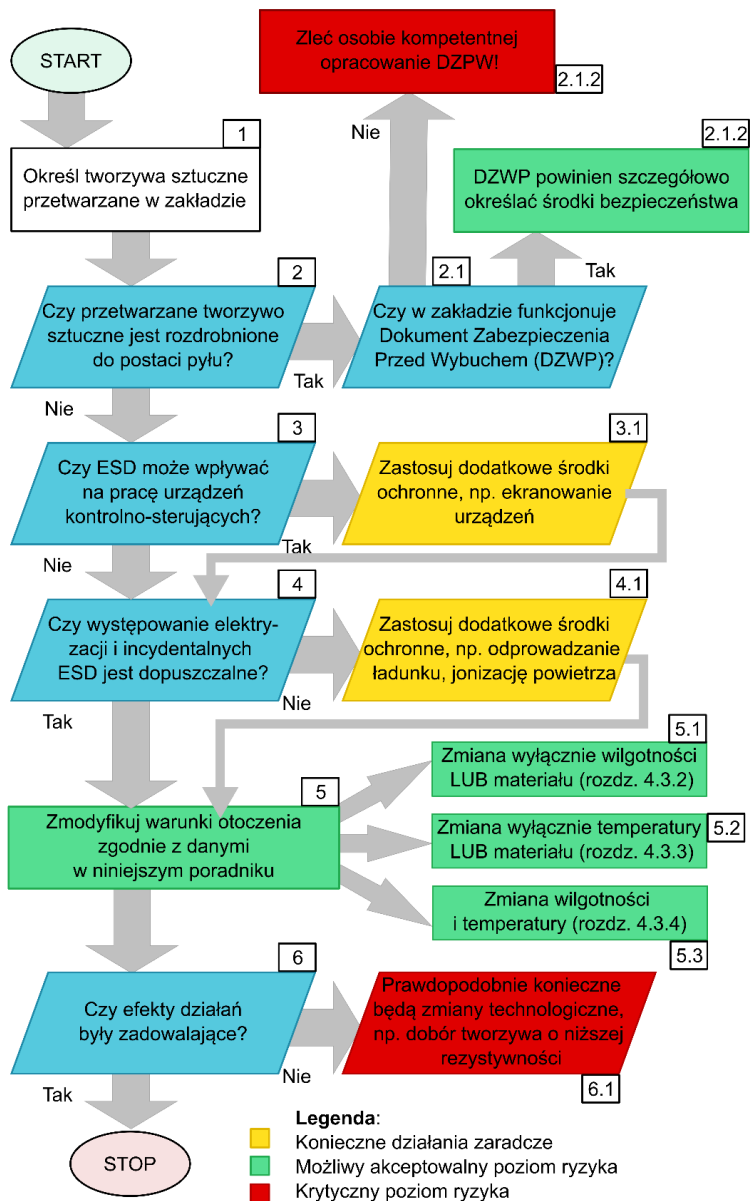 START
Zleć osobie kompetentnej
opracowanie DZPW!
2.1.2
Nie
1
Określ tworzywa sztuczne
przetwarzane w zakładzie
2.1.2
DZWP powinien szczegółowo
określać środki bezpieczeństwa
2
Czy przetwarzane tworzywo
sztuczne jest rozdrobnione
do postaci pyłu?
Tak
2.1
Tak
Czy w zakładzie funkcjonuje
Dokument Zabezpieczenia
Przed Wybuchem (DZWP)?
Nie
3
Czy ESD może wpływać
na pracę urządzeń
kontrolno-sterujących?
Tak
3.1
Zastosuj dodatkowe środki
ochronne, np. ekranowanie
urządzeń
Nie
4
Czy występowanie elektry-
zacji i incydentalnych
ESD jest dopuszczalne?
Nie
4.1
Zastosuj dodatkowe środki
ochronne, np. odprowadzanie
ładunku, jonizację powietrza
Tak
5
Zmodyfikuj warunki otoczenia
zgodnie z danymi
w niniejszym poradniku
5.1
Zmiana wyłącznie wilgotności
LUB materiału (rozdz. 4.3.2)
5.2
Zmiana wyłącznie temperatury
LUB materiału (rozdz. 4.3.3)
Zmiana wilgotności
i temperatury (rozdz. 4.3.4)
5.3
6
Czy efekty działań
były zadowalające?
Nie
Prawdopodobnie konieczne
będą zmiany technologiczne,
np. dobór tworzywa o niższej
rezystywności
6.1
Tak
STOP
Legenda:
Konieczne działania zaradcze
Możliwy akceptowalny poziom ryzyka
Krytyczny poziom ryzyka